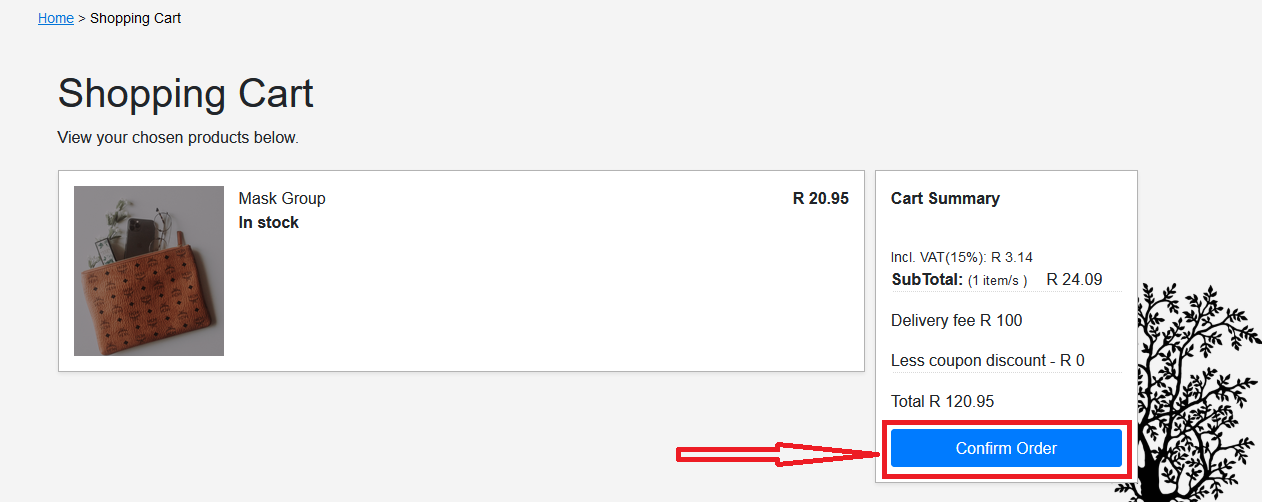 Home > Shopping Cart
Shopping Cart
View your chosen products below.
Mask Group R 20.95
In stock
Cart Summary
Incl. VAT(15%): R 3.14
SubTotal: (1 item/s ) R 24.09
Delivery fee R 100
Less coupon discount - R 0
Total R 120.95
Confirm Order